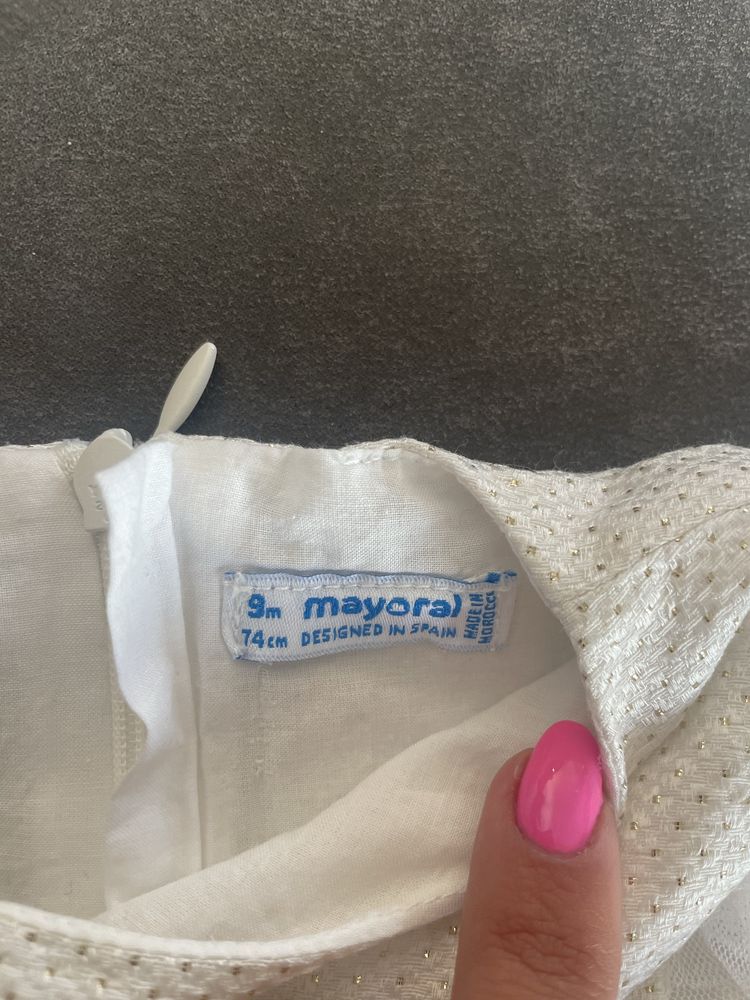 9m mayoral
74cm DESIGNED IN SPAIN
MADE IN
MOROCCO